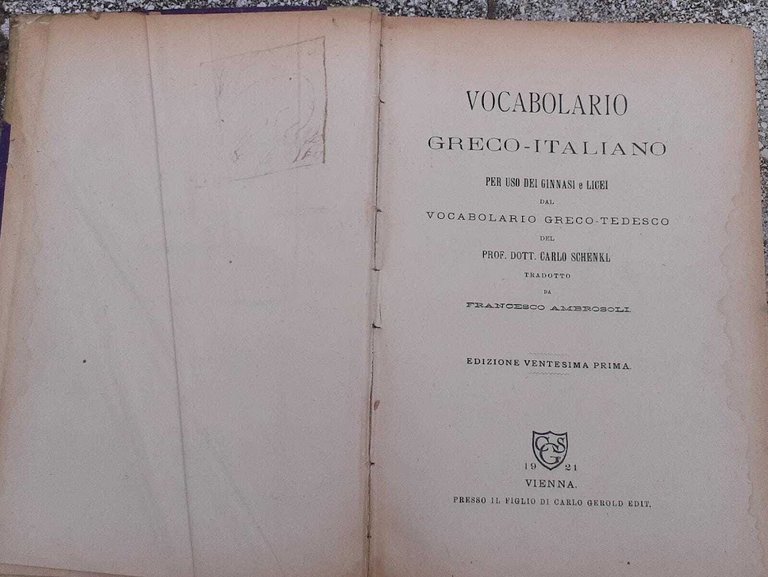 VOCABOLARIO
GRECO-ITALIANO
PER USO DEI GINNASI e LICEI
DAL
VOCABOLARIO GRECO-TEDESCO
DEL
PROF. DOTT. CARLO SCHENKL
TRADOTTO
DA
FRANCESCO AMBROSOLI.
EDIZIONE VENTESIMA PRIMA.
CGS
19 21
VIENNA.
PRESSO IL FIGLIO DI CARLO GEROLD EDIT.